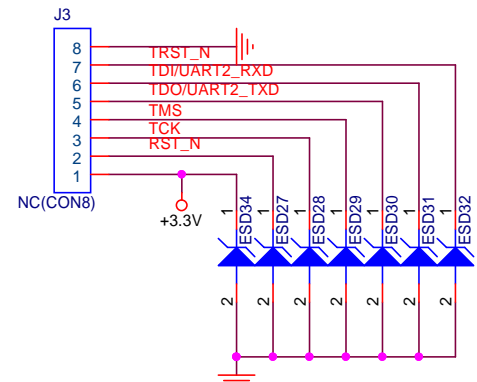 J3
8
TRST_N
7
TDI/UART2_RXD
6
TDO/UART2_TXD
5
TMS
4
TCK
3
RST_N
2
1
NC(CON8)
+3.3V
1 ESD34 2
1 ESD27 2
1 ESD28 2
1 ESD29 2
1 ESD30 2
1 ESD31 2
1 ESD32 2